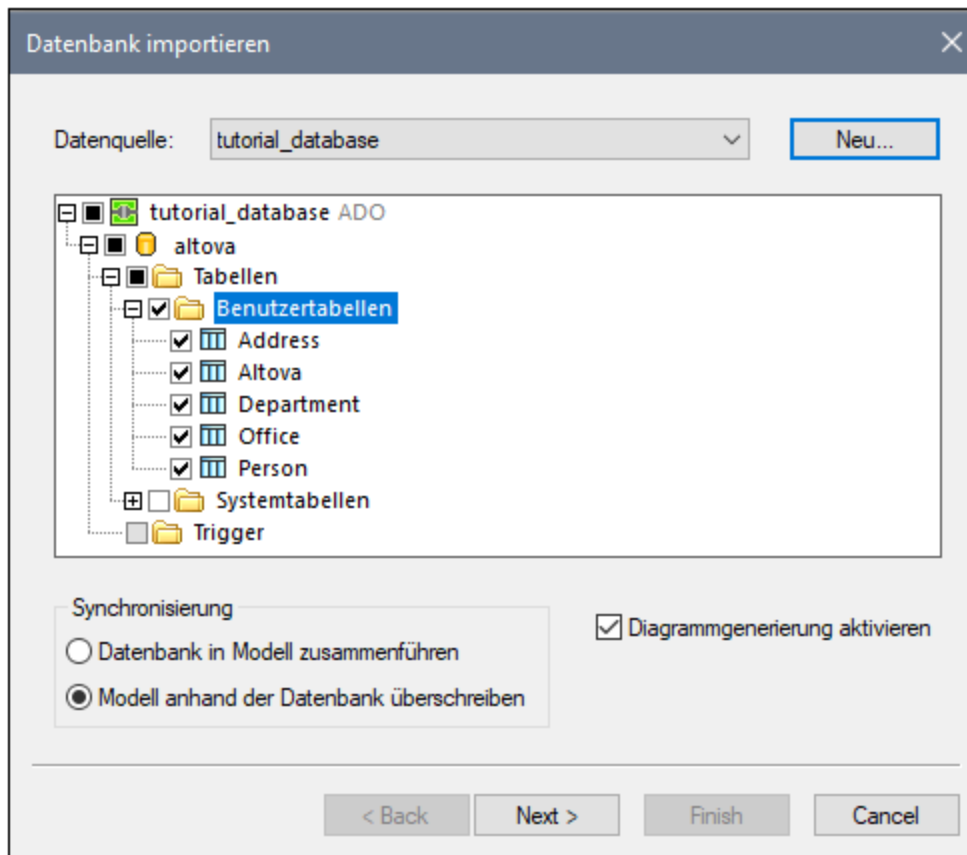 Datenbank importieren
Datenquelle: tutorial_database Neu...
tutorial_database ADO
altova
Tabellen
Benutzertabellen
Address
Altova
Department
Office
Person
Systemtabellen
Trigger
Synchronisierung
Diagrammgenerierung aktivieren
Datenbank in Modell zusammenführen
Modell anhand der Datenbank überschreiben
< Back Next > Finish Cancel